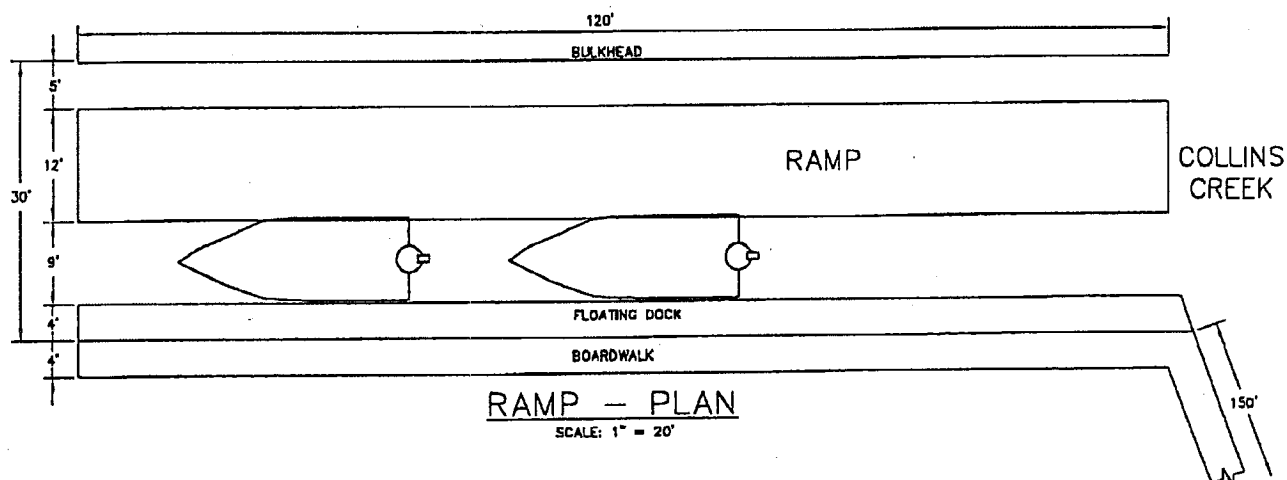 120'
BULKHEAD
5'
12'
30'
RAMP
COLLINS
CREEK
9'
4'
FLOATING DOCK
4'
BOARDWALK
RAMP - PLAN
SCALE: 1" = 20'
150'